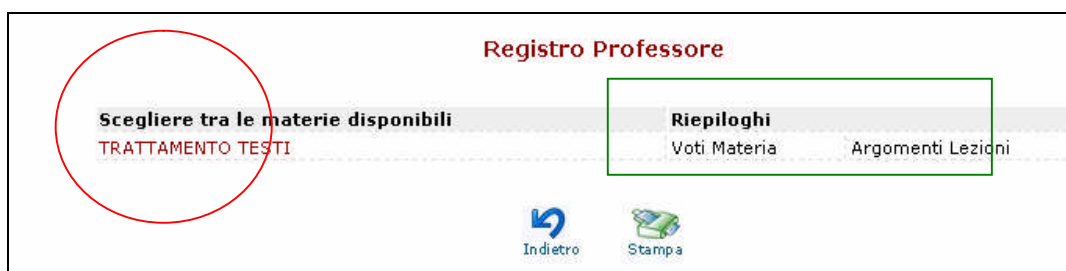 Registro Professore
Scegliere tra le materie disponibili Riepiloghi
TRATTAMENTO TESTI Voti Materia Argomenti Lezioni
Indietro Stampa